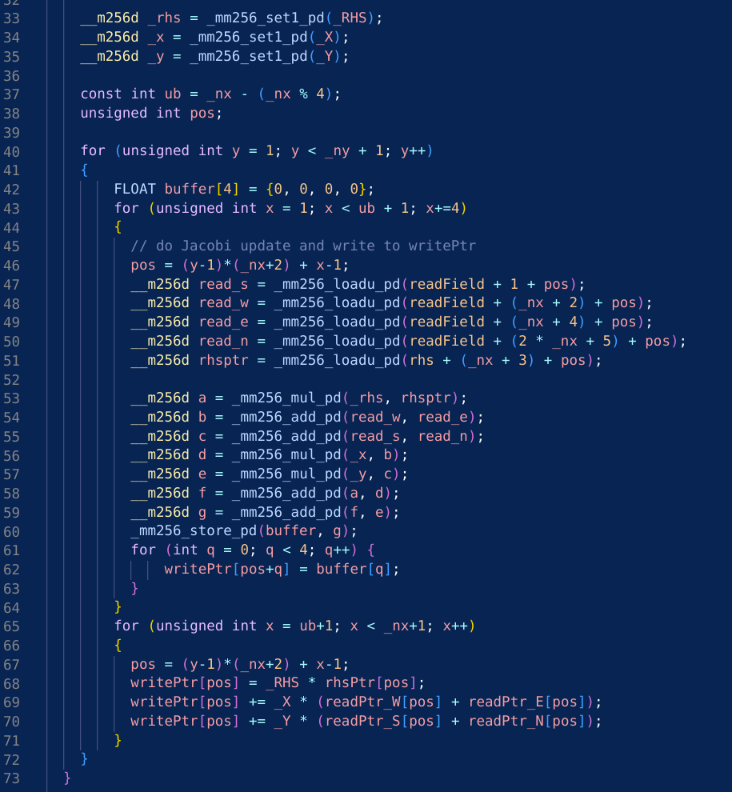 32
33 __m256d _rhs = _mm256_set1_pd(_RHS);
34 __m256d _x = _mm256_set1_pd(_X);
35 __m256d _y = _mm256_set1_pd(_Y);
36
37 const int ub = _nx - (_nx % 4);
38 unsigned int pos;
39
40 for (unsigned int y = 1; y < _ny + 1; y++)
41 {
42 FLOAT buffer[4] = {0, 0, 0, 0};
43 for (unsigned int x = 1; x < ub + 1; x+=4)
44 {
45 // do Jacobi update and write to writePtr
46 pos = (y-1)*(_nx+2) + x-1;
47 __m256d read_s = _mm256_loadu_pd(readField + 1 + pos);
48 __m256d read_w = _mm256_loadu_pd(readField + (_nx + 2) + pos);
49 __m256d read_e = _mm256_loadu_pd(readField + (_nx + 4) + pos);
50 __m256d read_n = _mm256_loadu_pd(readField + (2 * _nx + 5) + pos);
51 __m256d rhsptr = _mm256_loadu_pd(rhs + (_nx + 3) + pos);
52
53 __m256d a = _mm256_mul_pd(_rhs, rhsptr);
54 __m256d b = _mm256_add_pd(read_w, read_e);
55 __m256d c = _mm256_add_pd(read_s, read_n);
56 __m256d d = _mm256_mul_pd(_x, b);
57 __m256d e = _mm256_mul_pd(_y, c);
58 __m256d f = _mm256_add_pd(a, d);
59 __m256d g = _mm256_add_pd(f, e);
60 _mm256_store_pd(buffer, g);
61 for (int q = 0; q < 4; q++) {
62 writePtr[pos+q] = buffer[q];
63 }
64 }
65 for (unsigned int x = ub+1; x < _nx+1; x++)
66 {
67 pos = (y-1)*(_nx+2) + x-1;
68 writePtr[pos] = _RHS * rhsPtr[pos];
69 writePtr[pos] += _X * (readPtr_W[pos] + readPtr_E[pos]);
70 writePtr[pos] += _Y * (readPtr_S[pos] + readPtr_N[pos]);
71 }
72 }
73 }